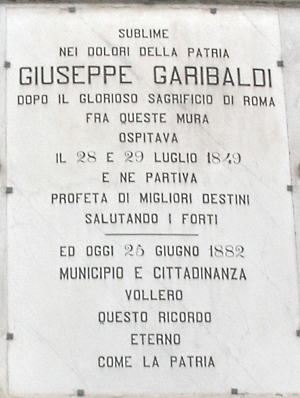 SUBLIME
NEI DOLORI DELLA PATRIA
GIUSEPPE GARIBALDI
DOPO IL GLORIOSO SAGRIFICIO DI ROMA
FRA QUESTE MURA
OSPITAVA
IL 28 E 29 LUGLIO 1849
E NE PARTIVA
PROFETA DI MIGLIORI DESTINI
SALUTANDO I FORTI
ED OGGI 25 GIUGNO 1882
MUNICIPIO E CITTADINANZA
VOLLERO
QUESTO RICORDO
ETERNO
COME LA PATRIA